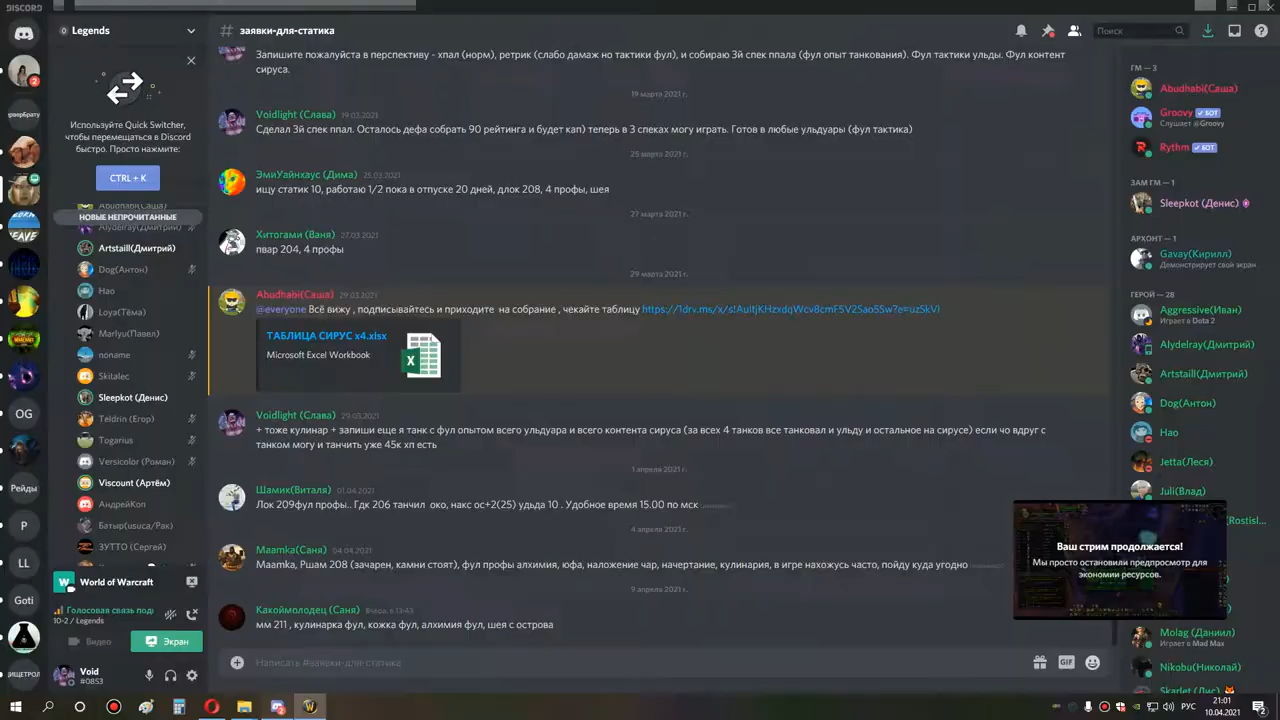 DISCORD
Legends
заявки-для-статика
Поиск
Запишите пожалуйста в перспективу - хпал (норм), ретрик (слабо дамаж но тактики фул), и собираю 3й спек ппала (фул опыт танкования). Фул тактики ульды. Фул контент
сируса.
19 марта 2021 г.
Voidlight (Слава) 19.03.2021
Сделал 3й спек ппал. Осталось дефа собрать 90 рейтинга и будет кап) теперь в 3 спеках могу играть. Готов в любые ульдуары (фул тактика)
25 марта 2021 г.
ЭмиУайнхаус (Дима) 25.03.2021
ищу статик 10, работаю 1/2 пока в отпуске 20 дней, длок 208, 4 профы, шея
27 марта 2021 г.
Хитогами (Ваня) 27.03.2021
пвар 204, 4 профы
29 марта 2021 г.
Abudhabi(Саша) 29.03.2021
@everyone Всё вижу , подписывайтесь и приходите на собрание , чекайте таблицу https://1drv.ms/x/s!AuitjKHzxdqWcv8cmF5V2Sao5Sw?e=uzSkVI
ТАБЛИЦА СИРУС x4.xlsx
Microsoft Excel Workbook
Voidlight (Слава) 29.03.2021
+ тоже кулинар + запиши еще я танк с фул опытом всего ульдуара и всего контента сируса (за всех 4 танков все танковал и ульду и остальное на сирусе) если чо вдруг с
танком могу и танчить уже 45к хп есть
1 апреля 2021 г.
Шамик(Виталя) 01.04.2021
Лок 209фул профы.. Гдк 206 танчил око, накс ос+2(25) удьда 10 . Удобное время 15.00 по мск
4 апреля 2021 г.
Maamka(Саня) 04.04.2021
Maamka, Ршам 208 (зачарен, камни стоят), фул профы алхимия, юфа, наложение чар, начертание, кулинария, в игре нахожусь часто, пойду куда угодно
9 апреля 2021 г.
Какоймолодец (Саня) Вчера, в 13:43
мм 211 , кулинарка фул, кожка фул, алхимия фул, шея с острова
Написать #заявки-для-статика
GIF
Используйте Quick Switcher,
чтобы перемещаться в Discord
быстро. Просто нажмите:
CTRL + K
Abudhabi(Саша)
НОВЫЕ НЕПРОЧИТАННЫЕ
Alydelray(Дмитрий)
Artstaill(Дмитрий)
Dog(Антон)
Нао
Loya(Тёма)
Marlyu(Павел)
noname
Skitalec
Sleepkot (Денис)
Teldrin (Егор)
Togarius
Versicolor (Роман)
Viscount (Артём)
АндрейКоп
Батыр(usuca/Рак)
ЗУТТО (Сергей)
World of Warcraft
Голосовая связь подк
10-2 / Legends
Видео
Экран
Void
#0853
OG
Рейды
P
LL
Goti
ГМ — 3
Abudhabi(Саша)
Groovy БОТ
Слушает @Groovy
Rythm БОТ
ЗАМ ГМ — 1
Sleepkot (Денис)
АРХОНТ — 1
Gavay(Кирилл)
Демонстрирует свой экран
ГЕРОЙ — 28
Aggressive(Иван)
Играет в Dota 2
Alydelray(Дмитрий)
Artstaill(Дмитрий)
Dog(Антон)
Нао
Jetta(Леся)
Juli(Влад)
Ваш стрим продолжается!
Мы просто остановили предпросмотр для
экономии ресурсов.
Molag (Даниил)
Играет в Mad Max
Nikobu(Николай)
Skarlet (Лис)
РУС
21:01
10.04.2021